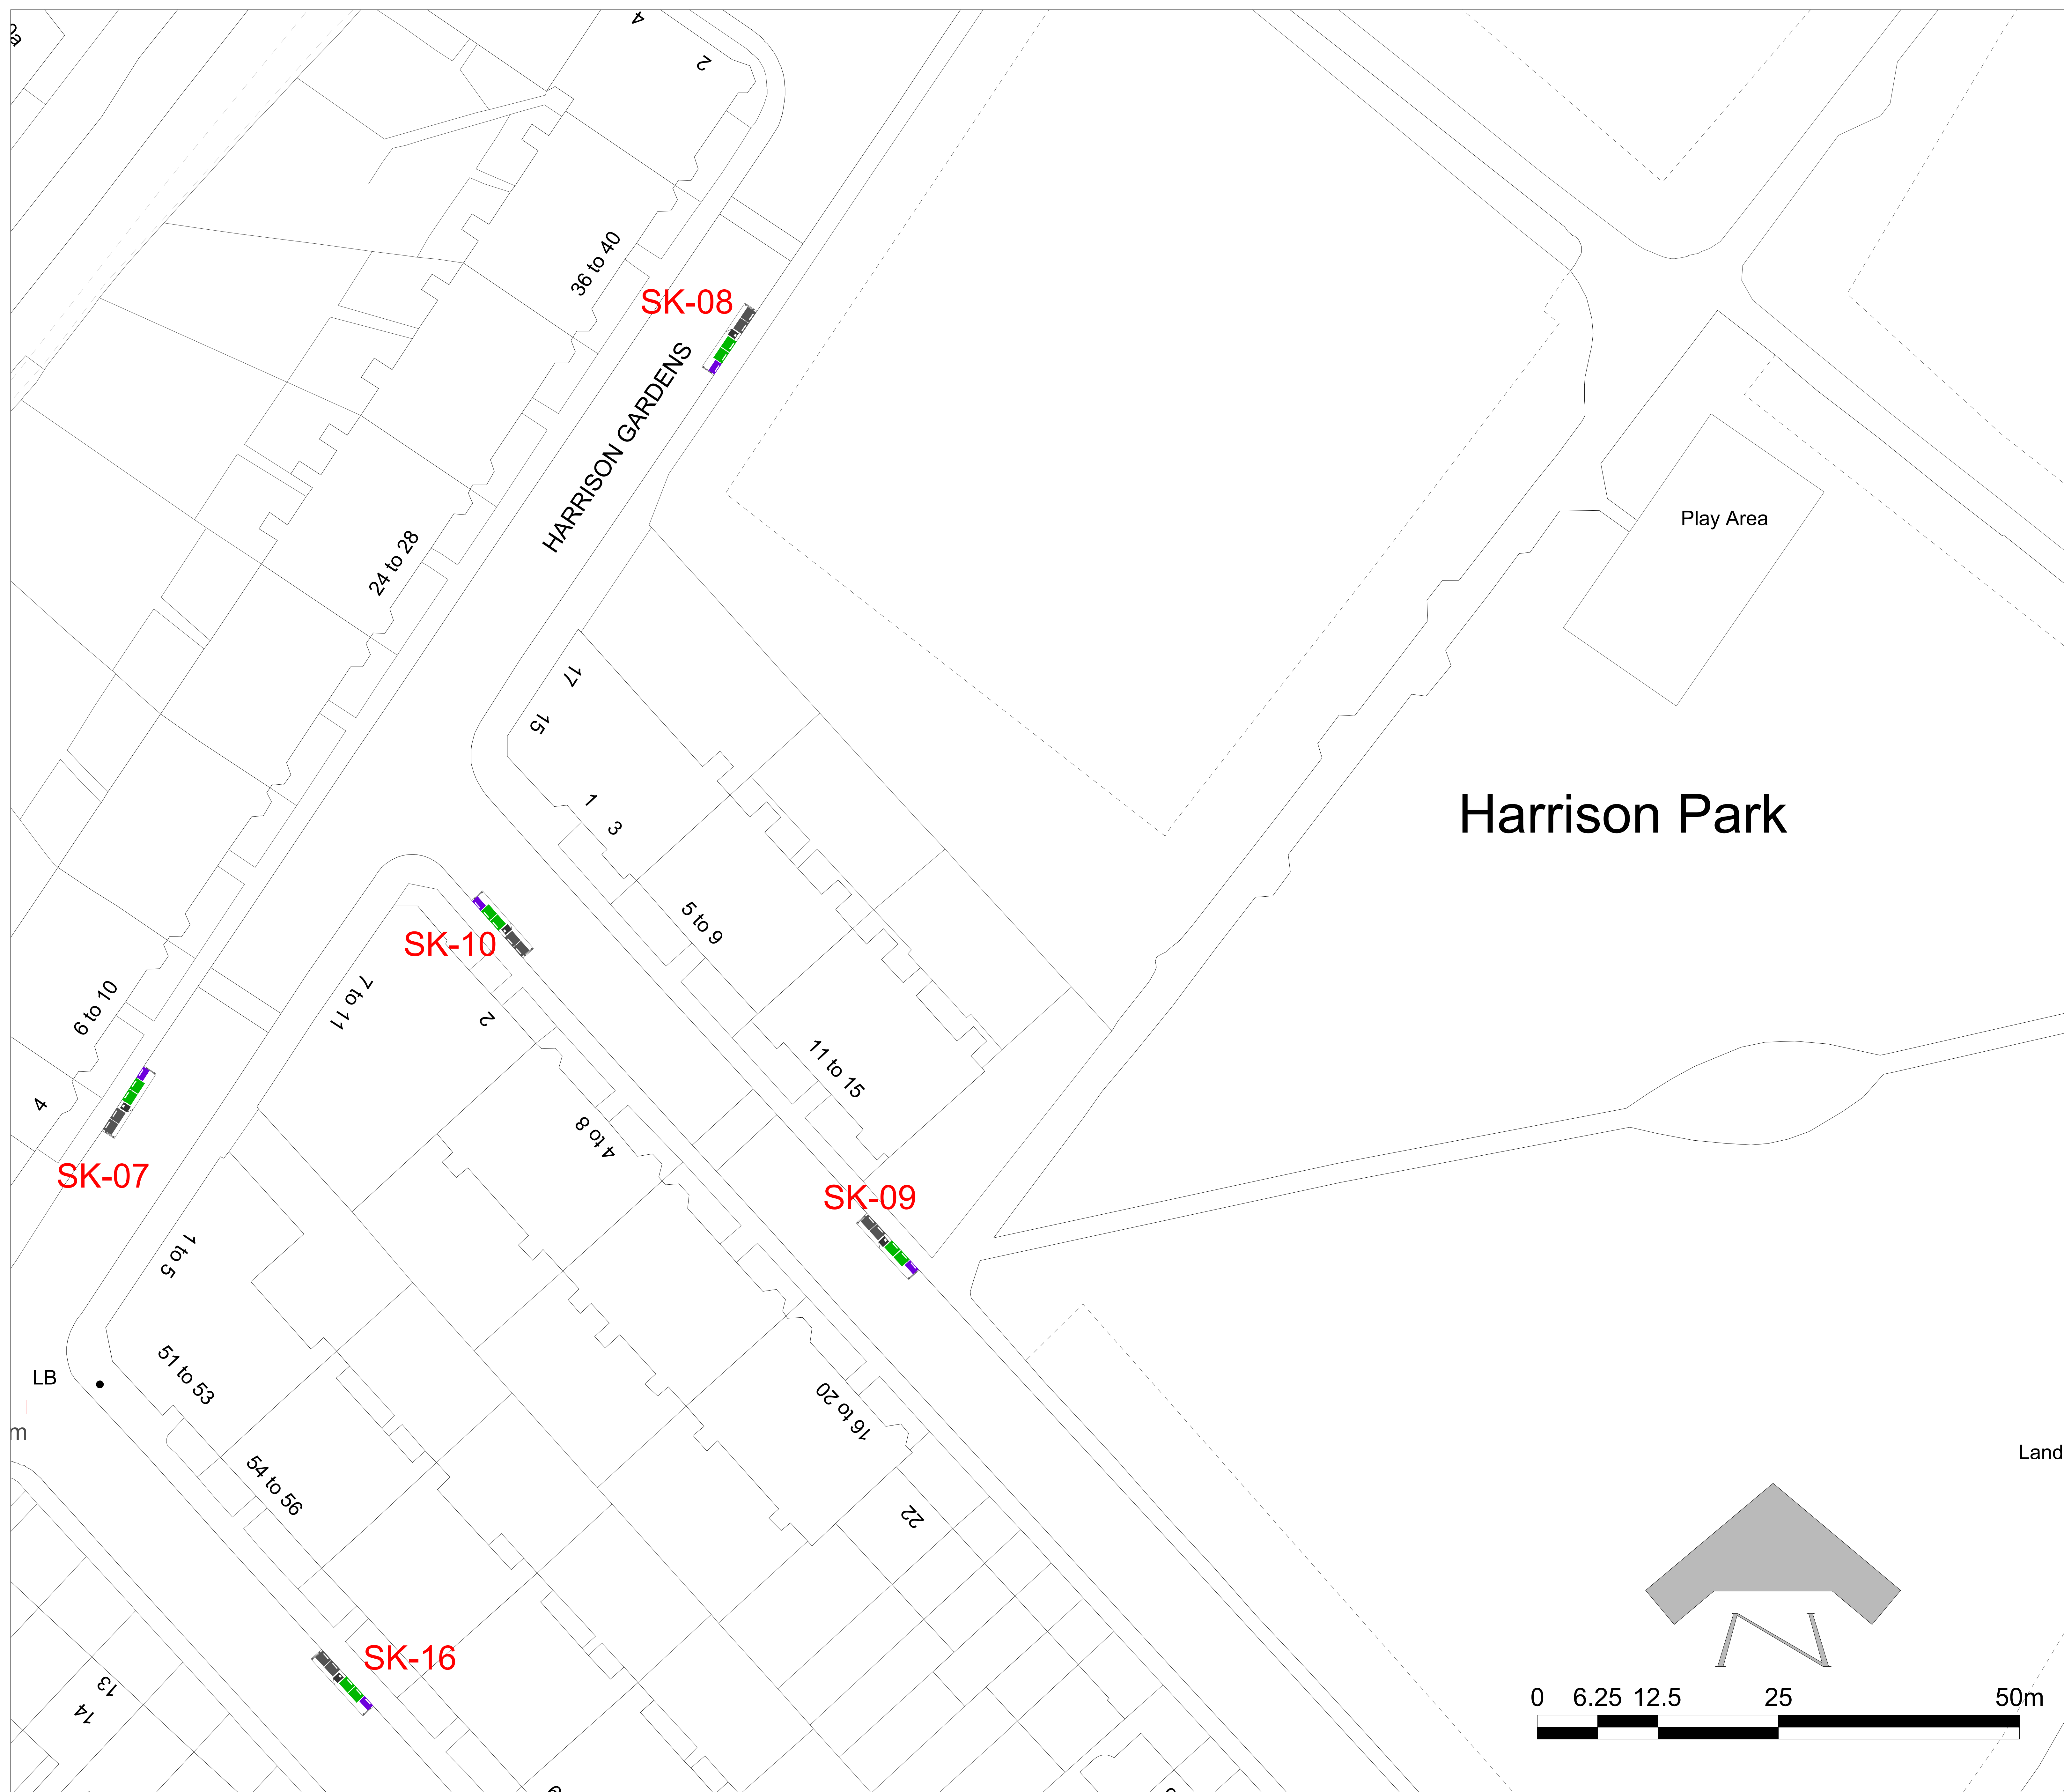 4
2
36 to 40
SK-08
HARRISON GARDENS
24 to 28
Play Area
17
15
1
3
Harrison Park
5 to 9
SK-10
7 to 11
2
6 to 10
11 to 15
4
4 to 8
SK-07
SK-09
1 to 5
51 to 53
LB
16 to 20
m
Land
54 to 56
22
SK-16
13
14
N
0 6.25 12.5 25 50m